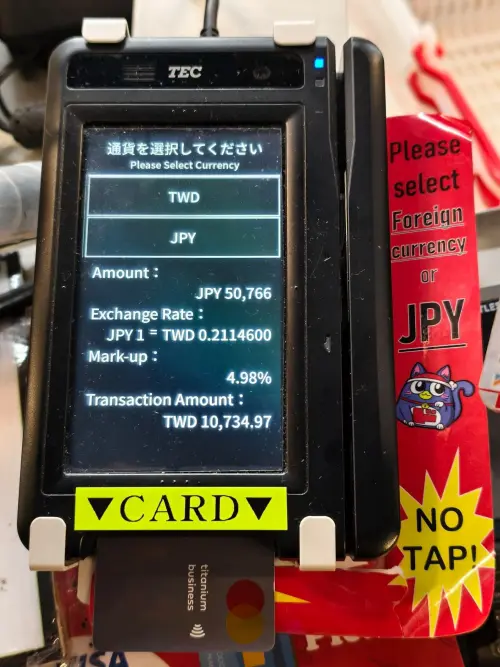 TEC
通貨を選択してください
Please Select Currency
TWD
JPY
Amount：
JPY 50,766
Exchange Rate：
JPY 1 = TWD 0.2114600
Mark-up：
4.98%
Transaction Amount：
TWD 10,734.97
▼CARD▼
titanium
business
Please
select
Foreign
currency
or
JPY
NO
TAP!
VISA